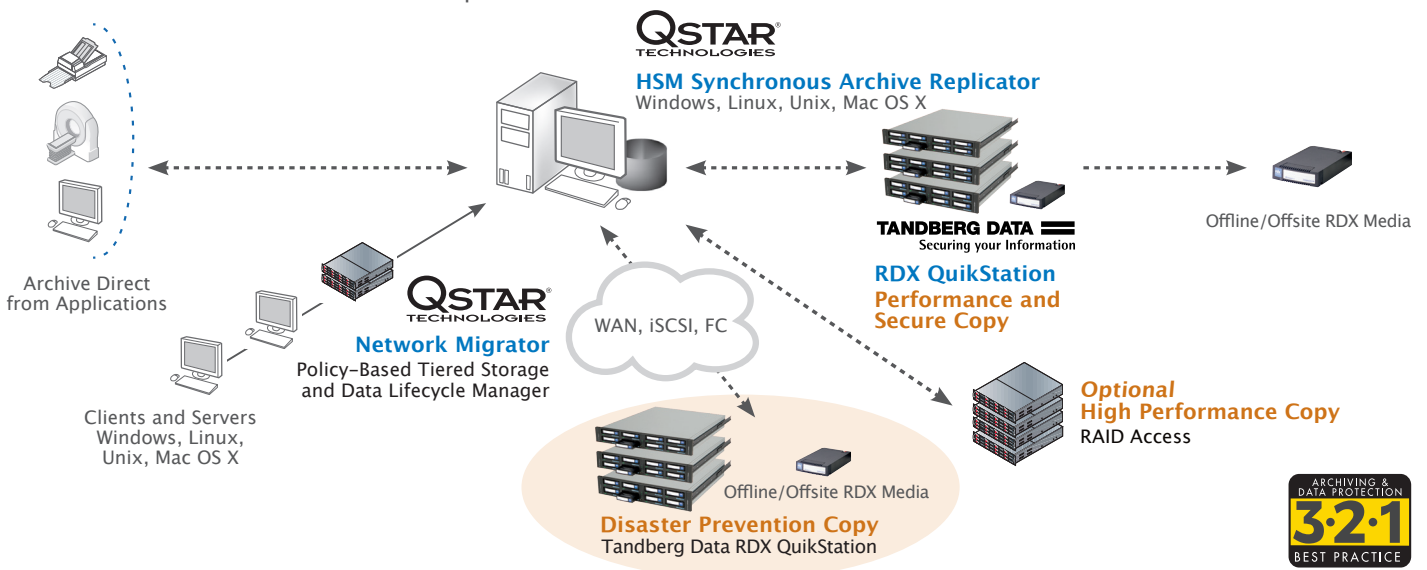 QSTAR®
TECHNOLOGIES
HSM Synchronous Archive Replicator
Windows, Linux, Unix, Mac OS X
Archive Direct
from Applications
TANDBERG DATA
Securing your Information
RDX QuikStation
Performance and
Secure Copy
Offline/Offsite RDX Media
QSTAR®
TECHNOLOGIES
Network Migrator
Policy-Based Tiered Storage
and Data Lifecycle Manager
WAN, iSCSI, FC
Clients and Servers
Windows, Linux,
Unix, Mac OS X
Optional
High Performance Copy
RAID Access
Offline/Offsite RDX Media
Disaster Prevention Copy
Tandberg Data RDX QuikStation
ARCHIVING &
DATA PROTECTION
3·2·1
BEST PRACTICE